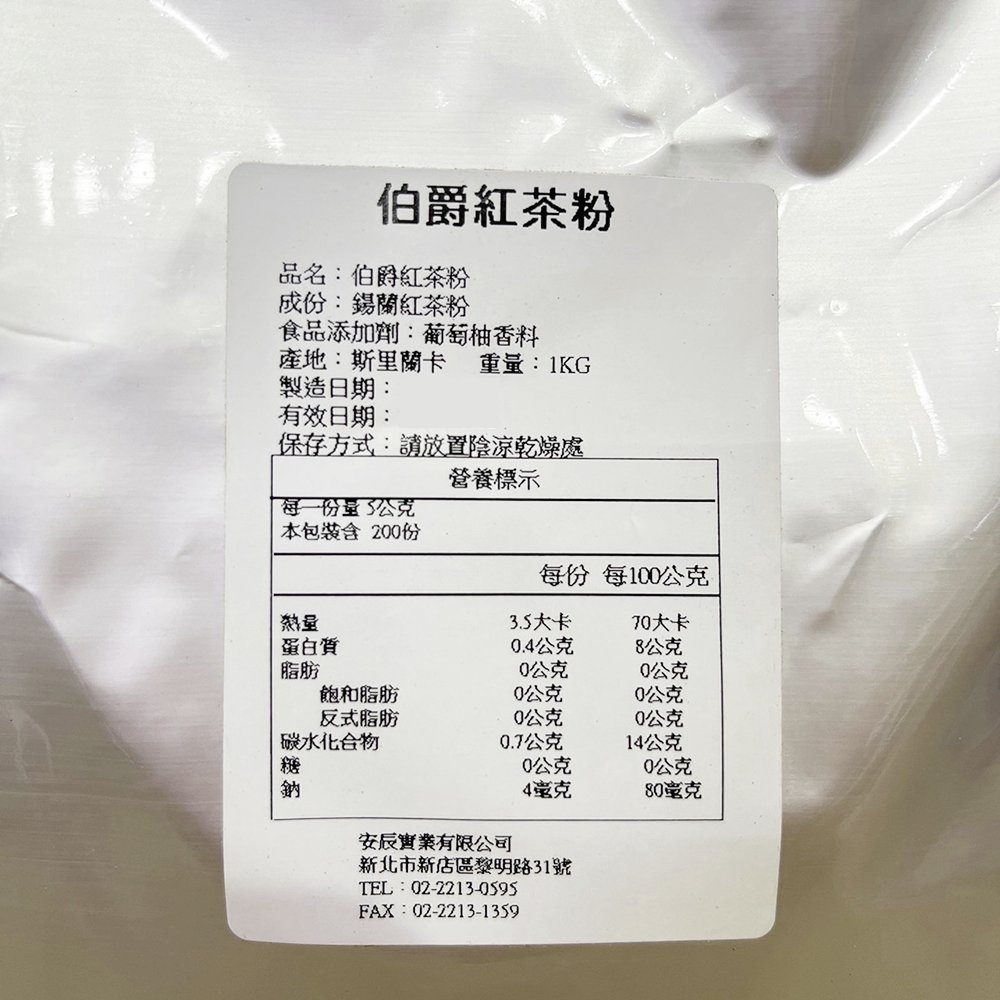 伯爵紅茶粉
品名：伯爵紅茶粉
成份：錫蘭紅茶粉
食品添加劑：葡萄柚香料
產地：斯里蘭卡 重量：1KG
製造日期：
有效日期：
保存方式：請放置陰涼乾燥處
營養標示
每一份量 5公克
本包裝含 200份
每份 每100公克
熱量 3.5大卡 70大卡
蛋白質 0.4公克 8公克
脂肪 0公克 0公克
飽和脂肪 0公克 0公克
反式脂肪 0公克 0公克
碳水化合物 0.7公克 14公克
糖 0公克 0公克
鈉 4毫克 80毫克
安辰實業有限公司
新北市新店區黎明路31號
TEL：02-2213-0595
FAX：02-2213-1359